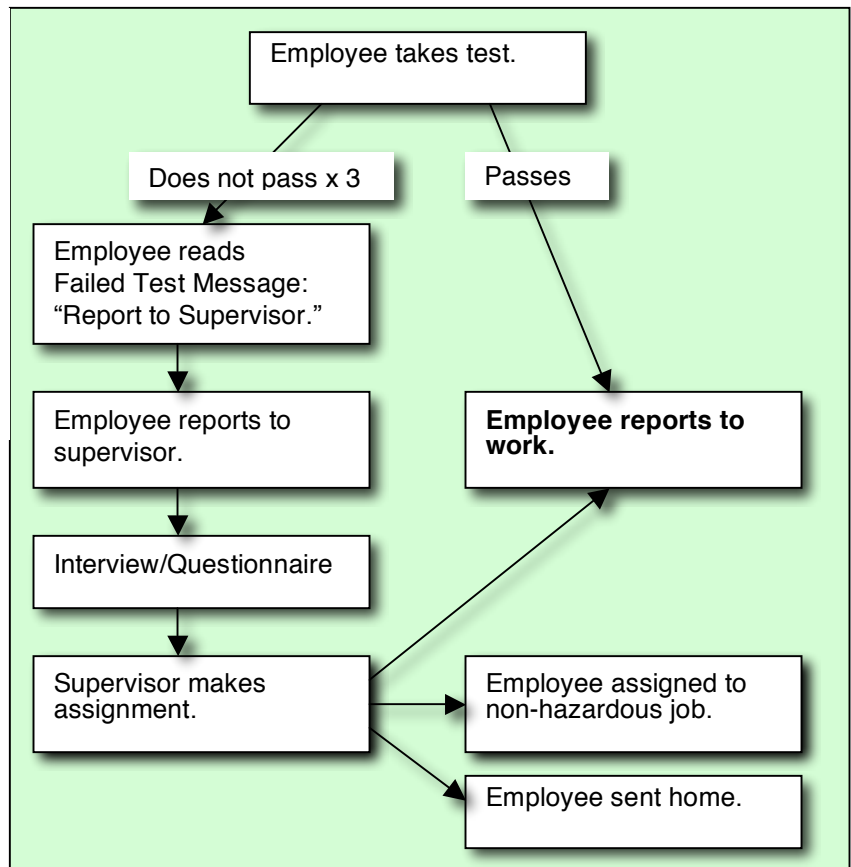 Employee takes test.
Does not pass x 3
Passes
Employee reads
Failed Test Message:
“Report to Supervisor.”
Employee reports to
supervisor.
Employee reports to
work.
Interview/Questionnaire
Supervisor makes
assignment.
Employee assigned to
non-hazardous job.
Employee sent home.